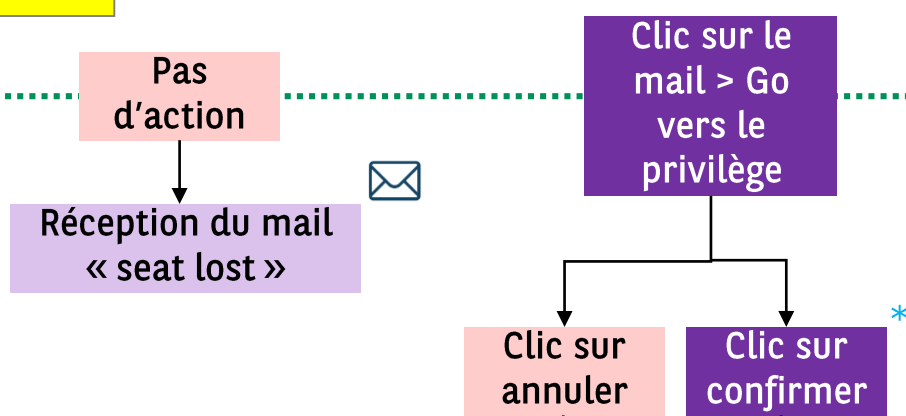 Pas
d’action
Clic sur le
mail > Go
vers le
privilège
Réception du mail
« seat lost »
Clic sur
annuler
Clic sur
confirmer
*